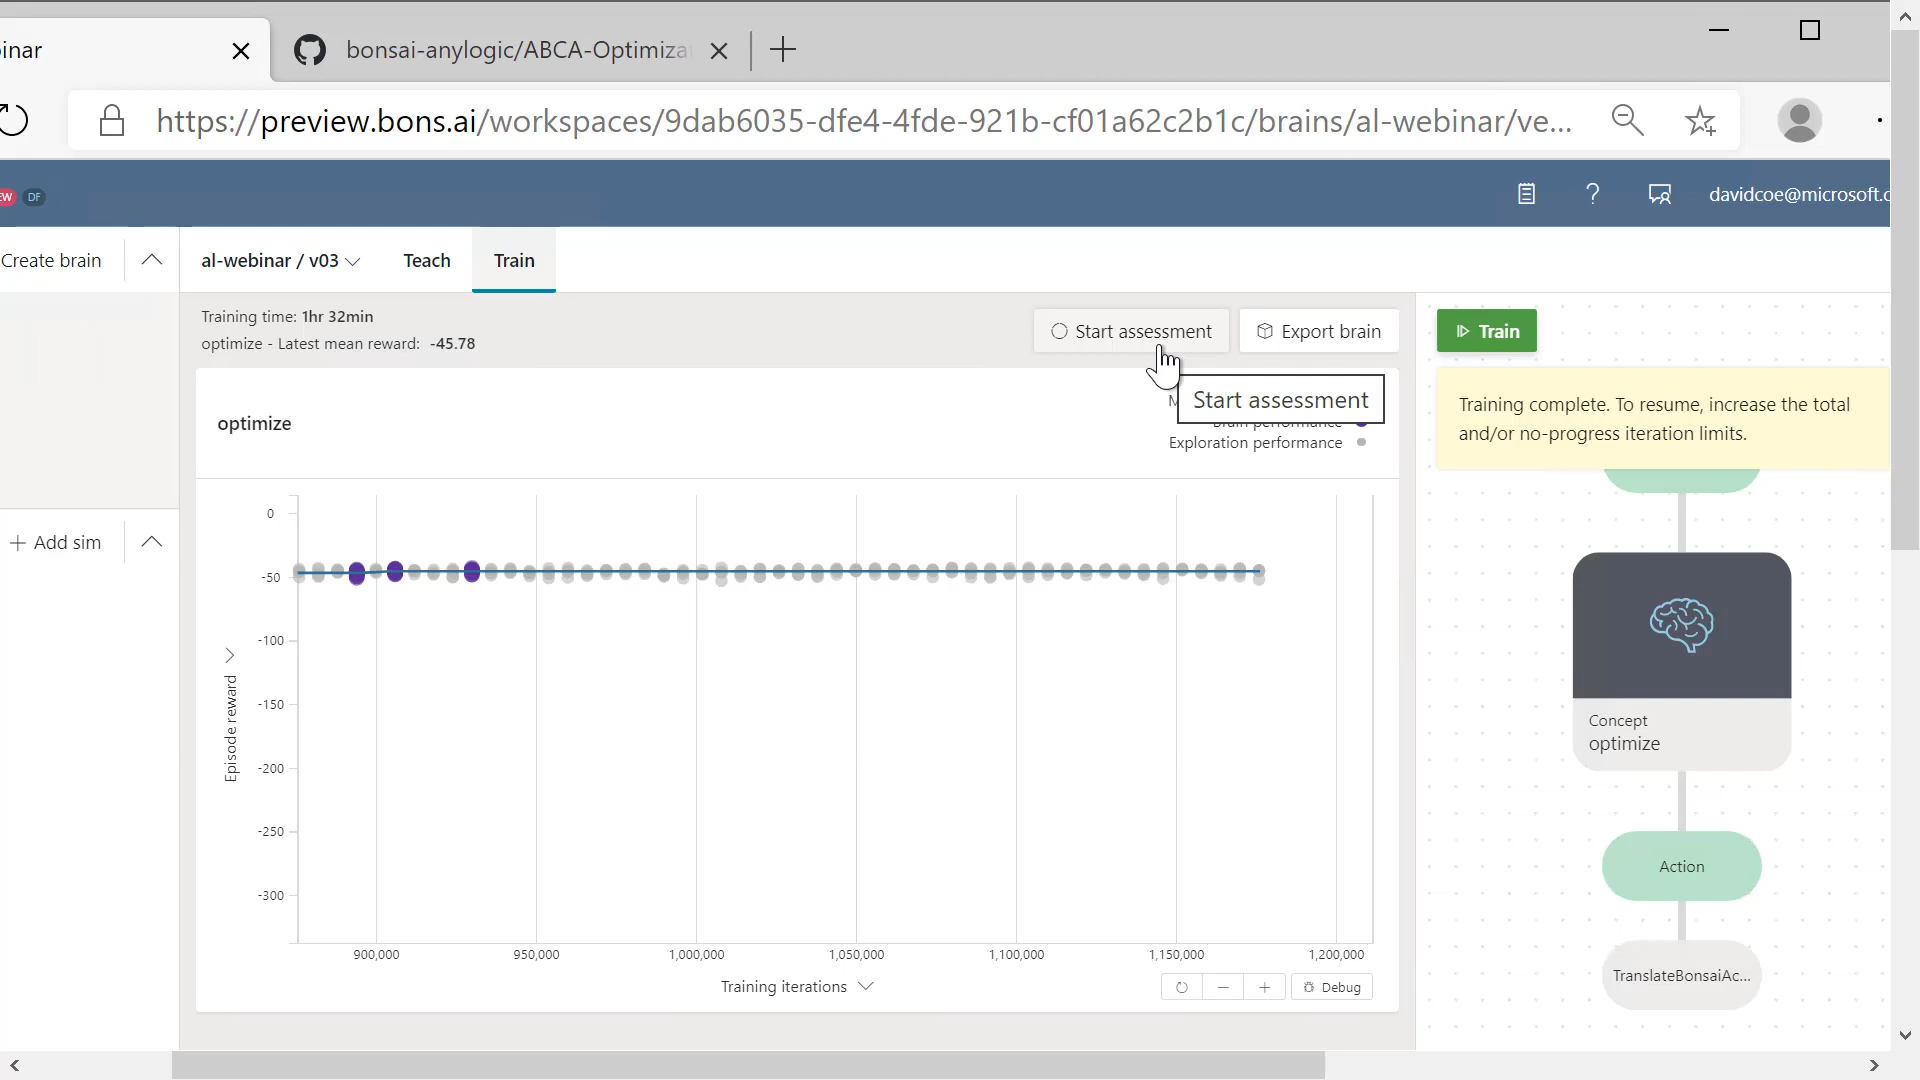 inar
bonsai-anylogic/ABCA-Optimiza
https://preview.bons.ai/workspaces/9dab6035-dfe4-4fde-921b-cf01a62c2b1c/brains/al-webinar/ve...
EW DF
davidcoe@microsoft.c
Create brain
al-webinar / v03
Teach
Train
Training time: 1hr 32min
optimize - Latest mean reward: -45.78
Start assessment
Export brain
Train
Start assessment
Training complete. To resume, increase the total
and/or no-progress iteration limits.
optimize
M
Brain performance
Exploration performance
Add sim
0
-50
-100
-150
-200
-250
-300
Episode reward
900,000
950,000
1,000,000
1,050,000
1,100,000
1,150,000
1,200,000
Training iterations
Debug
Concept
optimize
Action
TranslateBonsaiAc...